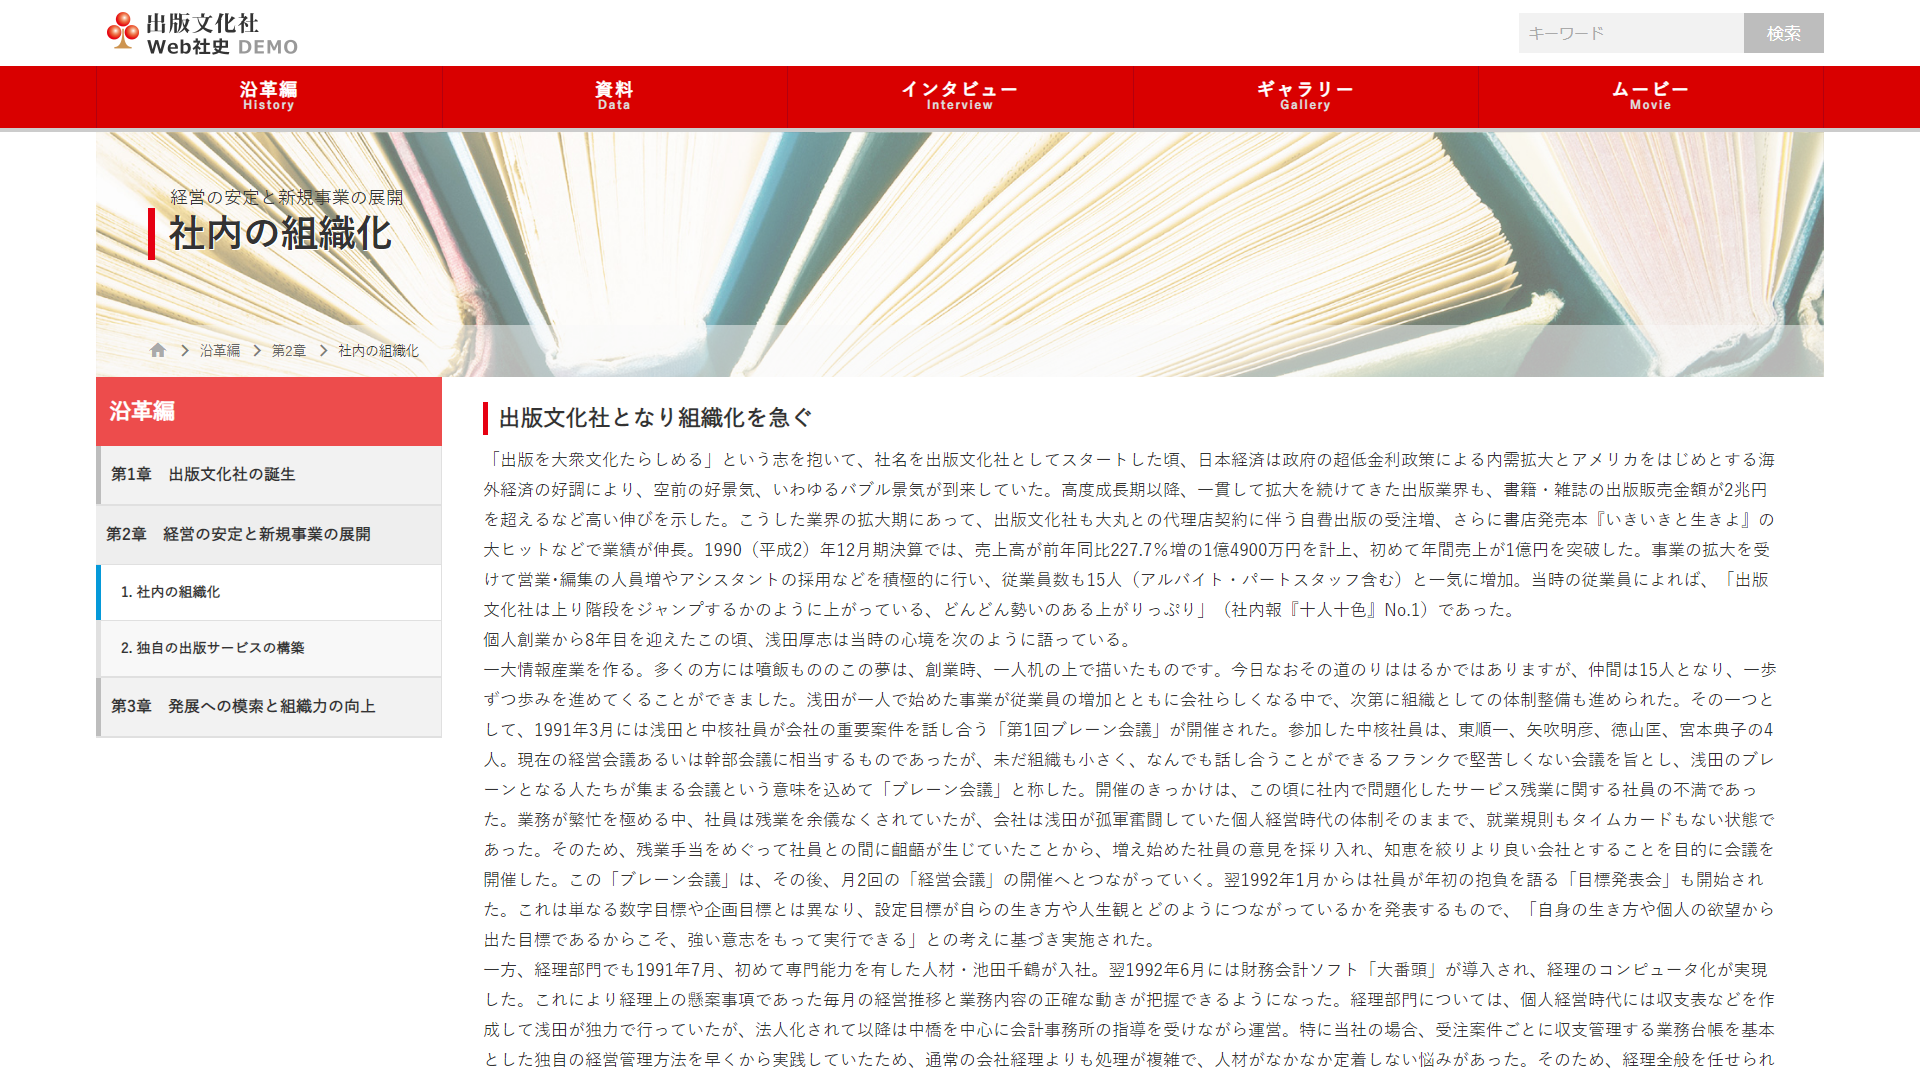 出版文化社
Web社史 DEMO
キーワード
検索
沿革編
History
資料
Data
インタビュー
Interview
ギャラリー
Gallery
ムービー
Movie
経営の安定と新規事業の展開
社内の組織化
沿革編
第2章
社内の組織化
沿革編
第1章　出版文化社の誕生
第2章　経営の安定と新規事業の展開
1. 社内の組織化
2. 独自の出版サービスの構築
第3章　発展への模索と組織力の向上
出版文化社となり組織化を急ぐ
「出版を大衆文化たらしめる」という志を抱いて、社名を出版文化社としてスタートした頃、日本経済は政府の超低金利政策による内需拡大とアメリカをはじめとする海
外経済の好調により、空前の好景気、いわゆるバブル景気が到来していた。高度成長期以降、一貫して拡大を続けてきた出版業界も、書籍・雑誌の出版販売金額が2兆円
を超えるなど高い伸びを示した。こうした業界の拡大期にあって、出版文化社も大丸との代理店契約に伴う自費出版の受注増、さらに書店発売本『いきいきと生きよ』の
大ヒットなどで業績が伸長。1990（平成2）年12月期決算では、売上高が前年同比227.7％増の1億4900万円を計上、初めて年間売上が1億円を突破した。事業の拡大を受
けて営業･編集の人員増やアシスタントの採用などを積極的に行い、従業員数も15人（アルバイト・パートスタッフ含む）と一気に増加。当時の従業員によれば、「出版
文化社は上り階段をジャンプするかのように上がっている、どんどん勢いのある上がりっぷり」（社内報『十人十色』No.1）であった。
個人創業から8年目を迎えたこの頃、浅田厚志は当時の心境を次のように語っている。
一大情報産業を作る。多くの方には噴飯もののこの夢は、創業時、一人机の上で描いたものです。今日なおその道のりははるかではありますが、仲間は15人となり、一歩
ずつ歩みを進めてくることができました。浅田が一人で始めた事業が従業員の増加とともに会社らしくなる中で、次第に組織としての体制整備も進められた。その一つと
して、1991年3月には浅田と中核社員が会社の重要案件を話し合う「第1回ブレーン会議」が開催された。参加した中核社員は、東順一、矢吹明彦、徳山匡、宮本典子の4
人。現在の経営会議あるいは幹部会議に相当するものであったが、未だ組織も小さく、なんでも話し合うことができるフランクで堅苦しくない会議を旨とし、浅田のブレ
ーンとなる人たちが集まる会議という意味を込めて「ブレーン会議」と称した。開催のきっかけは、この頃に社内で問題化したサービス残業に関する社員の不満であっ
た。業務が繁忙を極める中、社員は残業を余儀なくされていたが、会社は浅田が孤軍奮闘していた個人経営時代の体制そのままで、就業規則もタイムカードもない状態で
あった。そのため、残業手当をめぐって社員との間に齟齬が生じていたことから、増え始めた社員の意見を採り入れ、知恵を絞りより良い会社とすることを目的に会議を
開催した。この「ブレーン会議」は、その後、月2回の「経営会議」の開催へとつながっていく。翌1992年1月からは社員が年初の抱負を語る「目標発表会」も開始され
た。これは単なる数字目標や企画目標とは異なり、設定目標が自らの生き方や人生観とどのようにつながっているかを発表するもので、「自身の生き方や個人の欲望から
出た目標であるからこそ、強い意志をもって実行できる」との考えに基づき実施された。
一方、経理部門でも1991年7月、初めて専門能力を有した人材・池田千鶴が入社。翌1992年6月には財務会計ソフト「大番頭」が導入され、経理のコンピュータ化が実現
した。これにより経理上の懸案事項であった毎月の経営推移と業務内容の正確な動きが把握できるようになった。経理部門については、個人経営時代には収支表などを作
成して浅田が独力で行っていたが、法人化されて以降は中橋を中心に会計事務所の指導を受けながら運営。特に当社の場合、受注案件ごとに収支管理する業務台帳を基本
とした独自の経営管理方法を早くから実践していたため、通常の会社経理よりも処理が複雑で、人材がなかなか定着しない悩みがあった。そのため、経理全般を任せられ